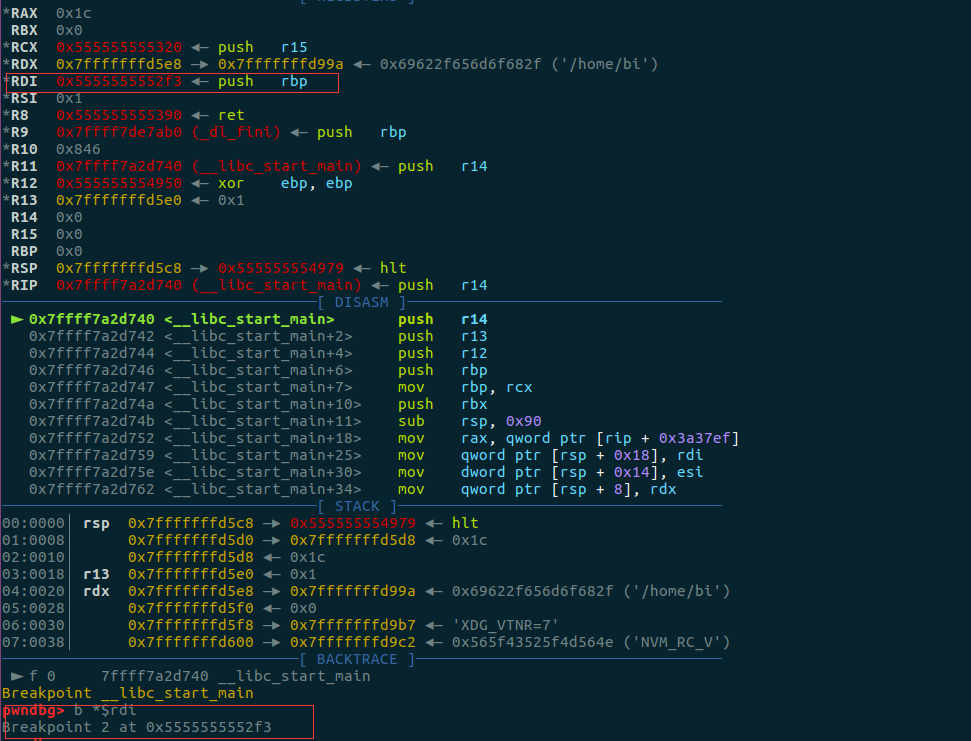 [ REGISTERS ]
*RAX  0x1c
 RBX  0x0
*RCX  0x555555555320 ◂— push   r15
*RDX  0x7fffffffd5e8 —▸ 0x7fffffffd99a ◂— 0x69622f656d6f682f ('/home/bi')
*RDI  0x5555555552f3 ◂— push   rbp
*RSI  0x1
*R8   0x555555555390 ◂— ret
*R9   0x7ffff7de7ab0 (_dl_fini) ◂— push   rbp
*R10  0x846
*R11  0x7ffff7a2d740 (__libc_start_main) ◂— push   r14
*R12  0x555555554950 ◂— xor    ebp, ebp
*R13  0x7fffffffd5e0 ◂— 0x1
 R14  0x0
 R15  0x0
 RBP  0x0
*RSP  0x7fffffffd5c8 —▸ 0x555555554979 ◂— hlt
*RIP  0x7ffff7a2d740 (__libc_start_main) ◂— push   r14
[ DISASM ]
 ► 0x7ffff7a2d740 <__libc_start_main>       push   r14
   0x7ffff7a2d742 <__libc_start_main+2>     push   r13
   0x7ffff7a2d744 <__libc_start_main+4>     push   r12
   0x7ffff7a2d746 <__libc_start_main+6>     push   rbp
   0x7ffff7a2d747 <__libc_start_main+7>     mov    rbp, rcx
   0x7ffff7a2d74a <__libc_start_main+10>    push   rbx
   0x7ffff7a2d74b <__libc_start_main+11>    sub    rsp, 0x90
   0x7ffff7a2d752 <__libc_start_main+18>    mov    rax, qword ptr [rip + 0x3a37ef]
   0x7ffff7a2d759 <__libc_start_main+25>    mov    qword ptr [rsp + 0x18], rdi
   0x7ffff7a2d75e <__libc_start_main+30>    mov    dword ptr [rsp + 0x14], esi
   0x7ffff7a2d762 <__libc_start_main+34>    mov    qword ptr [rsp + 8], rdx
[ STACK ]
00:0000│ rsp  0x7fffffffd5c8 —▸ 0x555555554979 ◂— hlt
01:0008│      0x7fffffffd5d0 —▸ 0x7fffffffd5d8 ◂— 0x1c
02:0010│      0x7fffffffd5d8 ◂— 0x1c
03:0018│ r13  0x7fffffffd5e0 ◂— 0x1
04:0020│ rdx  0x7fffffffd5e8 —▸ 0x7fffffffd99a ◂— 0x69622f656d6f682f ('/home/bi')
05:0028│      0x7fffffffd5f0 ◂— 0x0
06:0030│      0x7fffffffd5f8 —▸ 0x7fffffffd9b7 ◂— 'XDG_VTNR=7'
07:0038│      0x7fffffffd600 —▸ 0x7fffffffd9c2 ◂— 0x565f43525f4d564e ('NVM_RC_V')
[ BACKTRACE ]
 ► f 0     7ffff7a2d740 __libc_start_main
Breakpoint __libc_start_main
pwndbg> b *$rdi
Breakpoint 2 at 0x5555555552f3